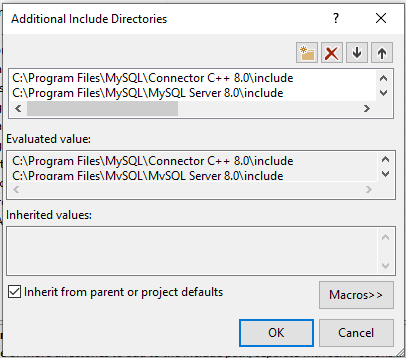 Additional Include Directories
? ×
C:\Program Files\MySQL\Connector C++ 8.0\include
C:\Program Files\MySQL\MySQL Server 8.0\include
Evaluated value:
C:\Program Files\MySQL\Connector C++ 8.0\include
C:\Program Files\MySQL\MySQL Server 8.0\include
Inherited values:
Inherit from parent or project defaults
Macros>>
OK Cancel